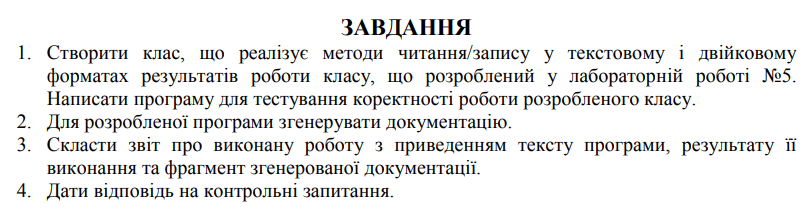 ЗАВДАННЯ
1. Створити клас, що реалізує методи читання/запису у текстовому і двійковому
форматах результатів роботи класу, що розроблений у лабораторній роботі №5.
Написати програму для тестування коректності роботи розробленого класу.
2. Для розробленої програми згенерувати документацію.
3. Скласти звіт про виконану роботу з приведенням тексту програми, результату її
виконання та фрагмент згенерованої документації.
4. Дати відповідь на контрольні запитання.